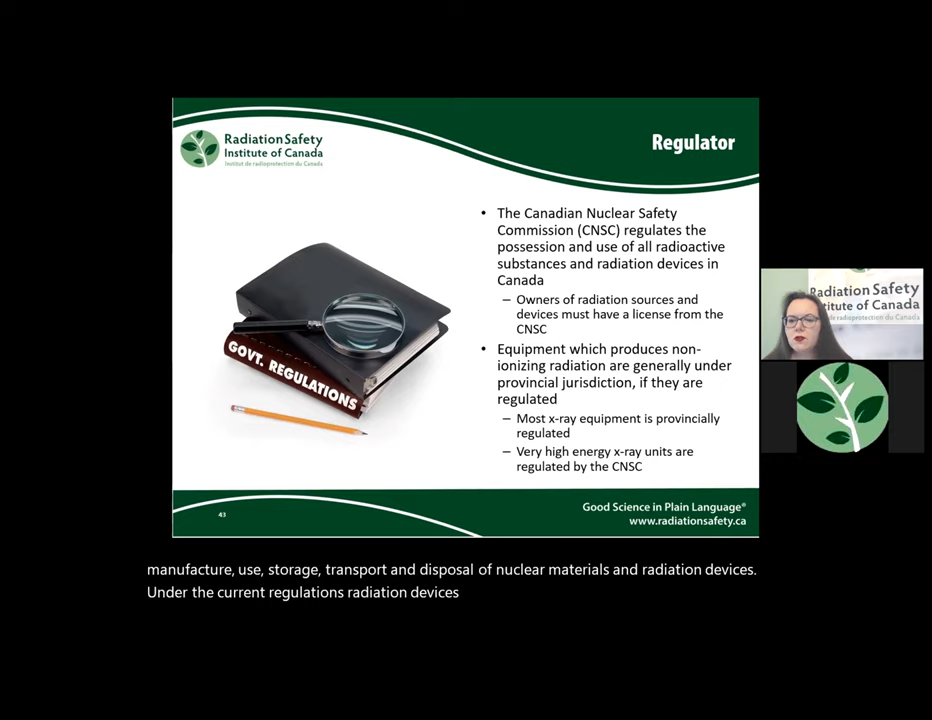 Radiation Safety
Institute of Canada
Institut de radioprotection du Canada
Regulator
• The Canadian Nuclear Safety
Commission (CNSC) regulates the
possession and use of all radioactive
substances and radiation devices in
Canada
– Owners of radiation sources and
devices must have a license from the
CNSC
• Equipment which produces non-
ionizing radiation are generally under
provincial jurisdiction, if they are
regulated
– Most x-ray equipment is provincially
regulated
– Very high energy x-ray units are
regulated by the CNSC
GOVT. REGULATIONS
43
Good Science in Plain Language®
www.radiationsafety.ca
Radiation Safety
titute of Canada
de radioprotection du Canada
manufacture, use, storage, transport and disposal of nuclear materials and radiation devices.
Under the current regulations radiation devices